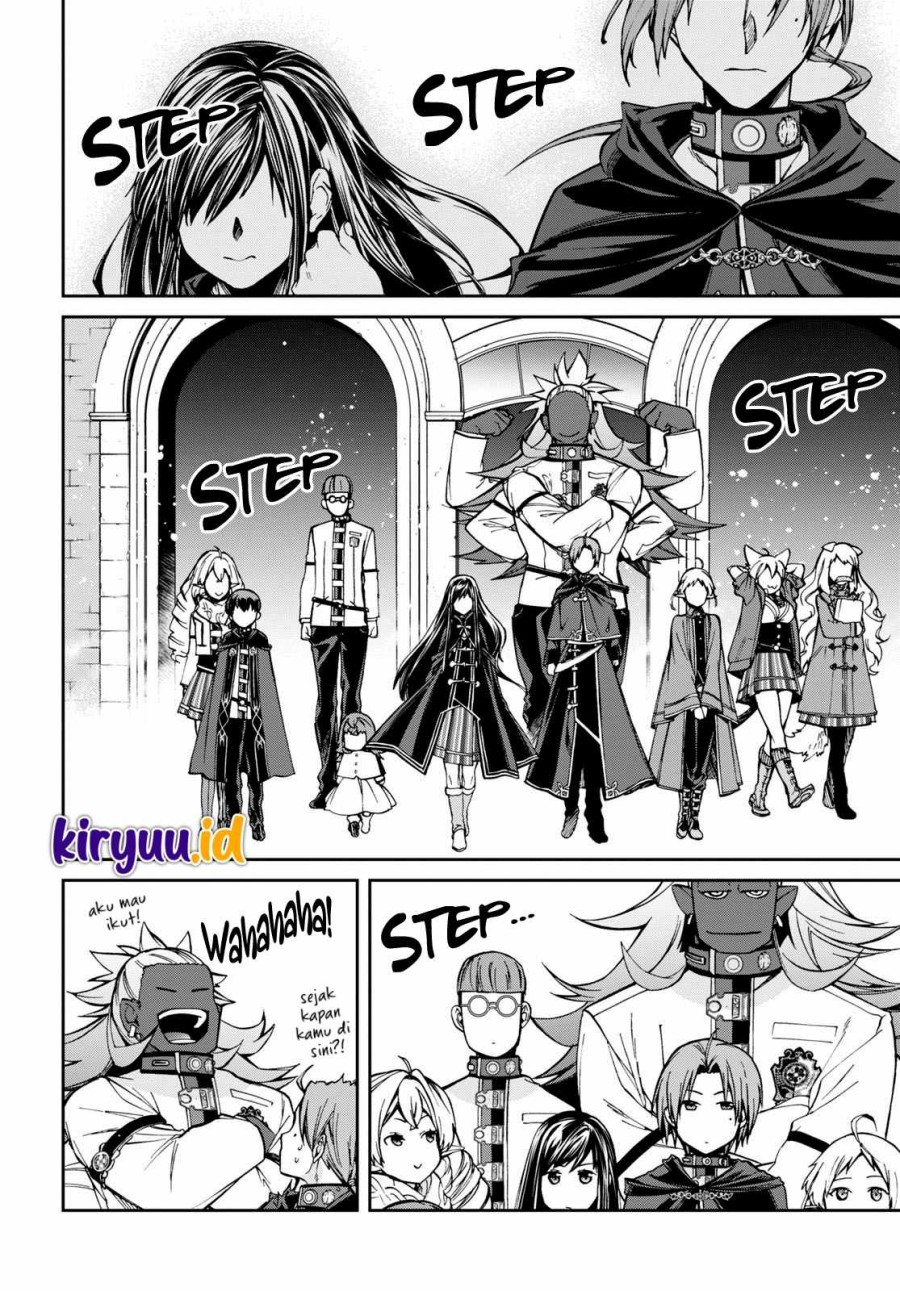 STEP
STEP
STEP
STEP
kiryuu.id
STEP...
aku mau
ikut!
Wahahaha!
sejak
kapan
kamu di
sini?!